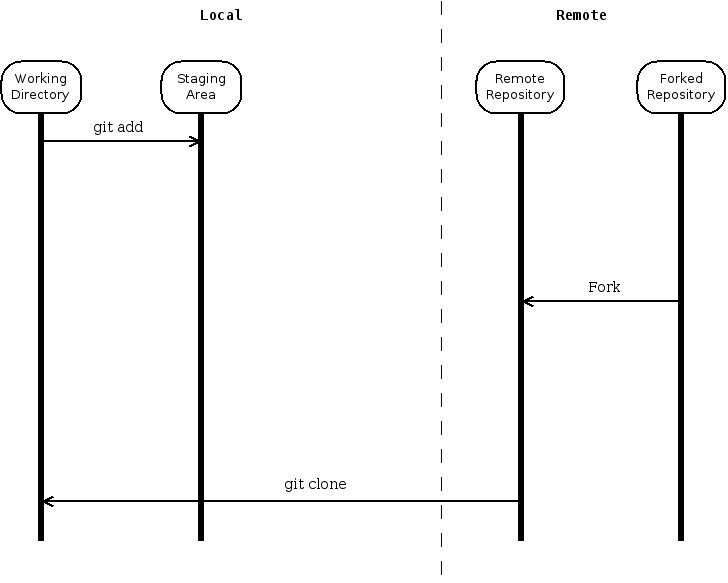 Local
Remote
Working
Directory
Staging
Area
Remote
Repository
Forked
Repository
git add
Fork
git clone